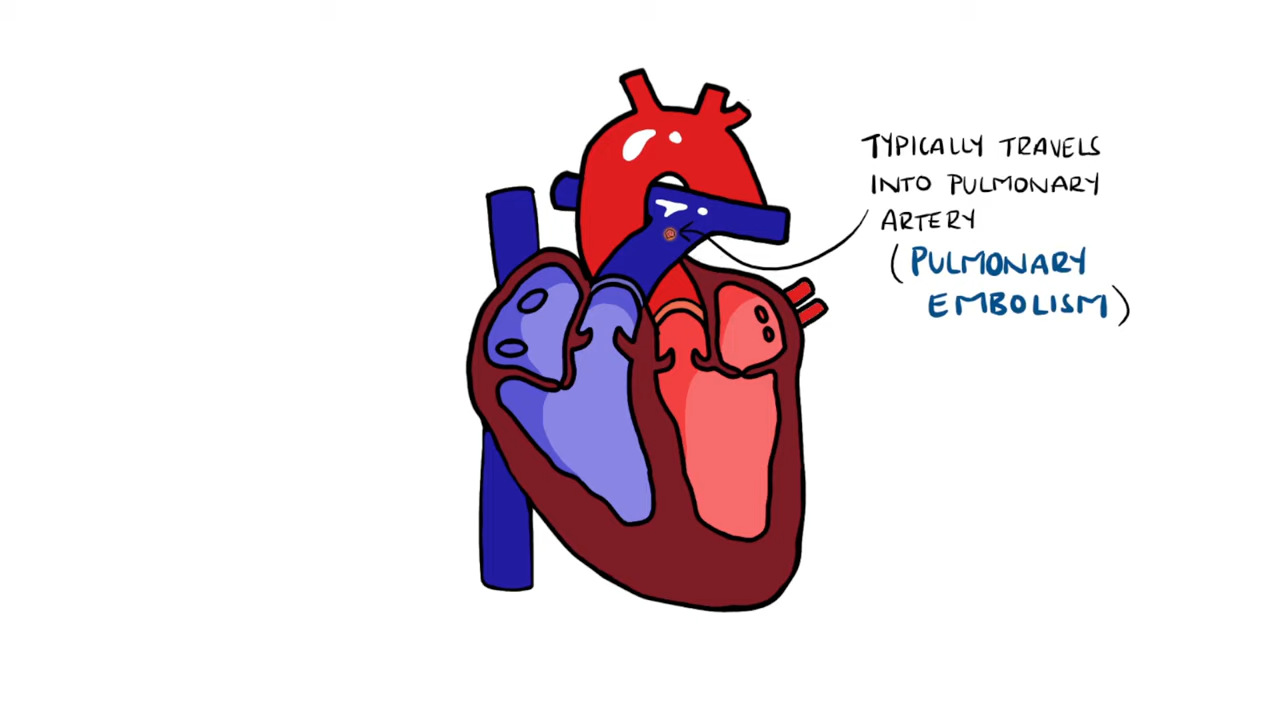 TYPICALLY TRAVELS
INTO PULMONARY
ARTERY
(PULMONARY
EMBOLISM)